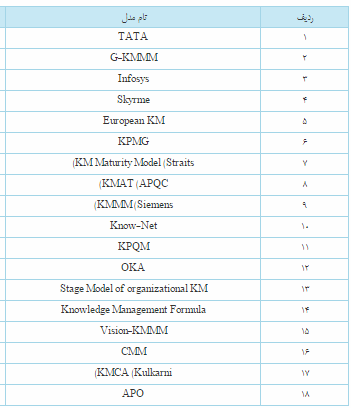 ردیف نام مدل
۱ TATA
۲ G-KMMM
۳ Infosys
۴ Skyrme
۵ European KM
۶ KPMG
۷ (KM Maturity Model (Straits
۸ (KMAT (APQC
۹ (KMMM(Siemens
۱۰ Know-Net
۱۱ KPQM
۱۲ OKA
۱۳ Stage Model of organizational KM
۱۴ Knowledge Management Formula
۱۵ Vision-KMMM
۱۶ CMM
۱۷ (KMCA (Kulkarni
۱۸ APO